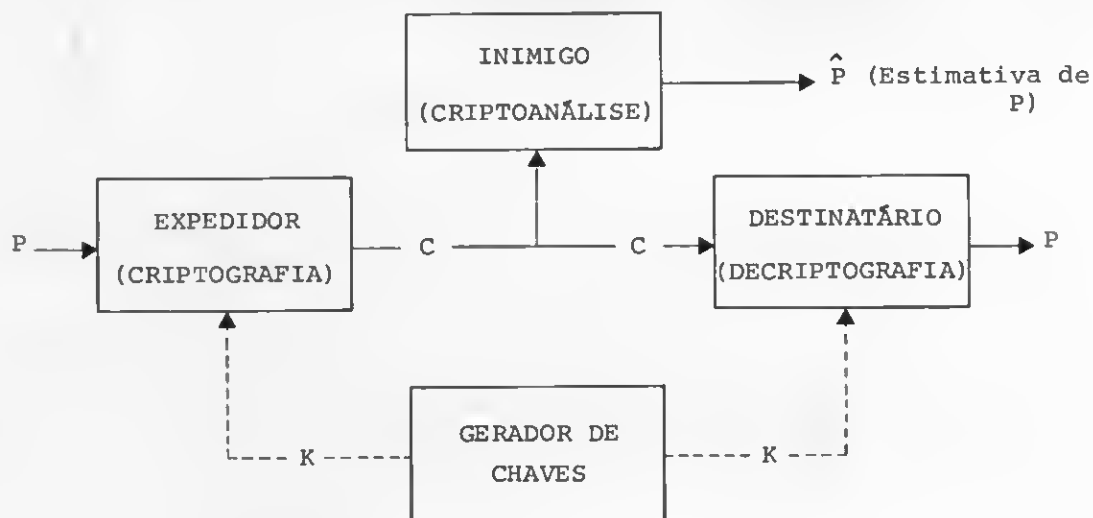 INIMIGO
(CRIPTOANÁLISE)
P̂ (Estimativa de
P)
EXPEDIDOR
(CRIPTOGRAFIA)
DESTINATÁRIO
(DECRIPTOGRAFIA)
P
C
C
P
GERADOR DE
CHAVES
K
K